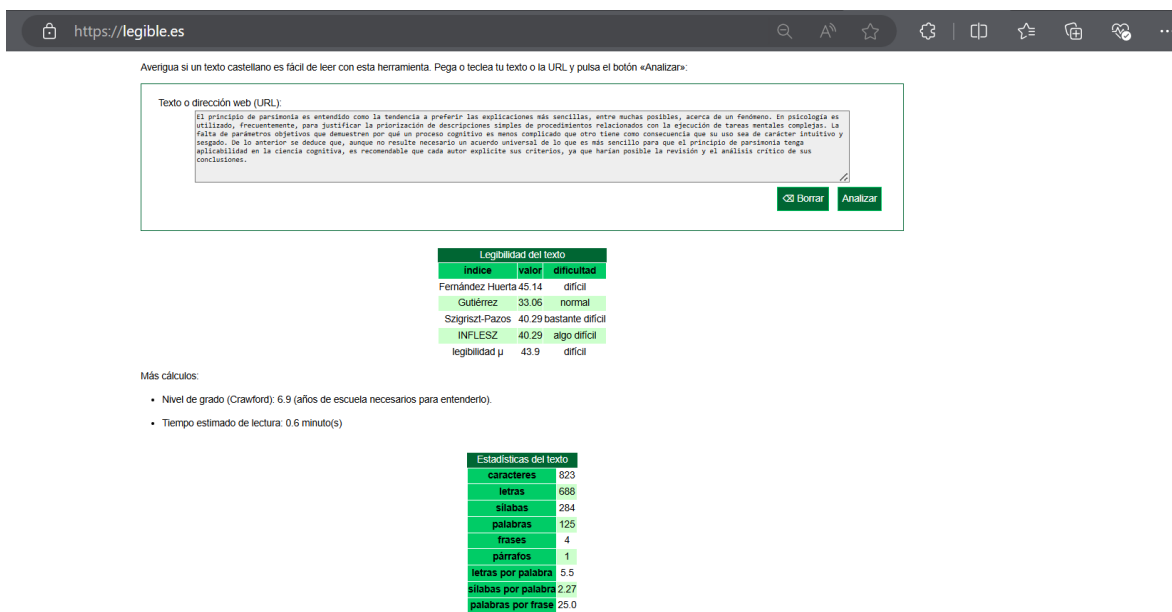 https://legible.es
Averigua si un texto castellano es fácil de leer con esta herramienta. Pega o teclea tu texto o la URL y pulsa el botón «Analizar»:
Texto o dirección web (URL):
El principio de parsimonia es entendido como la tendencia a preferir las explicaciones más sencillas, entre muchas posibles, acerca de un fenómeno. En psicología es
utilizado, frecuentemente, para justificar la priorización de descripciones simples de procedimientos relacionados con la ejecución de tareas mentales complejas. La
falta de parámetros objetivos que demuestren por qué un proceso cognitivo es menos complicado que otro tiene como consecuencia que su uso sea de carácter intuitivo y
sesgado. De lo anterior se deduce que, aunque no resulte necesario un acuerdo universal de lo que es más sencillo para que el principio de parsimonia tenga
aplicabilidad en la ciencia cognitiva, es recomendable que cada autor explicite sus criterios, ya que harían posible la revisión y el análisis crítico de sus
conclusiones.
⌫ Borrar Analizar
Legibilidad del texto
índice valor dificultad
Fernández Huerta 45.14 difícil
Gutiérrez 33.06 normal
Szigriszt-Pazos 40.29 bastante difícil
INFLESZ 40.29 algo difícil
legibilidad µ 43.9 difícil
Más cálculos:
• Nivel de grado (Crawford): 6.9 (años de escuela necesarios para entenderlo).
• Tiempo estimado de lectura: 0.6 minuto(s)
Estadísticas del texto
caracteres 823
letras 688
sílabas 284
palabras 125
frases 4
párrafos 1
letras por palabra 5.5
sílabas por palabra 2.27
palabras por frase 25.0